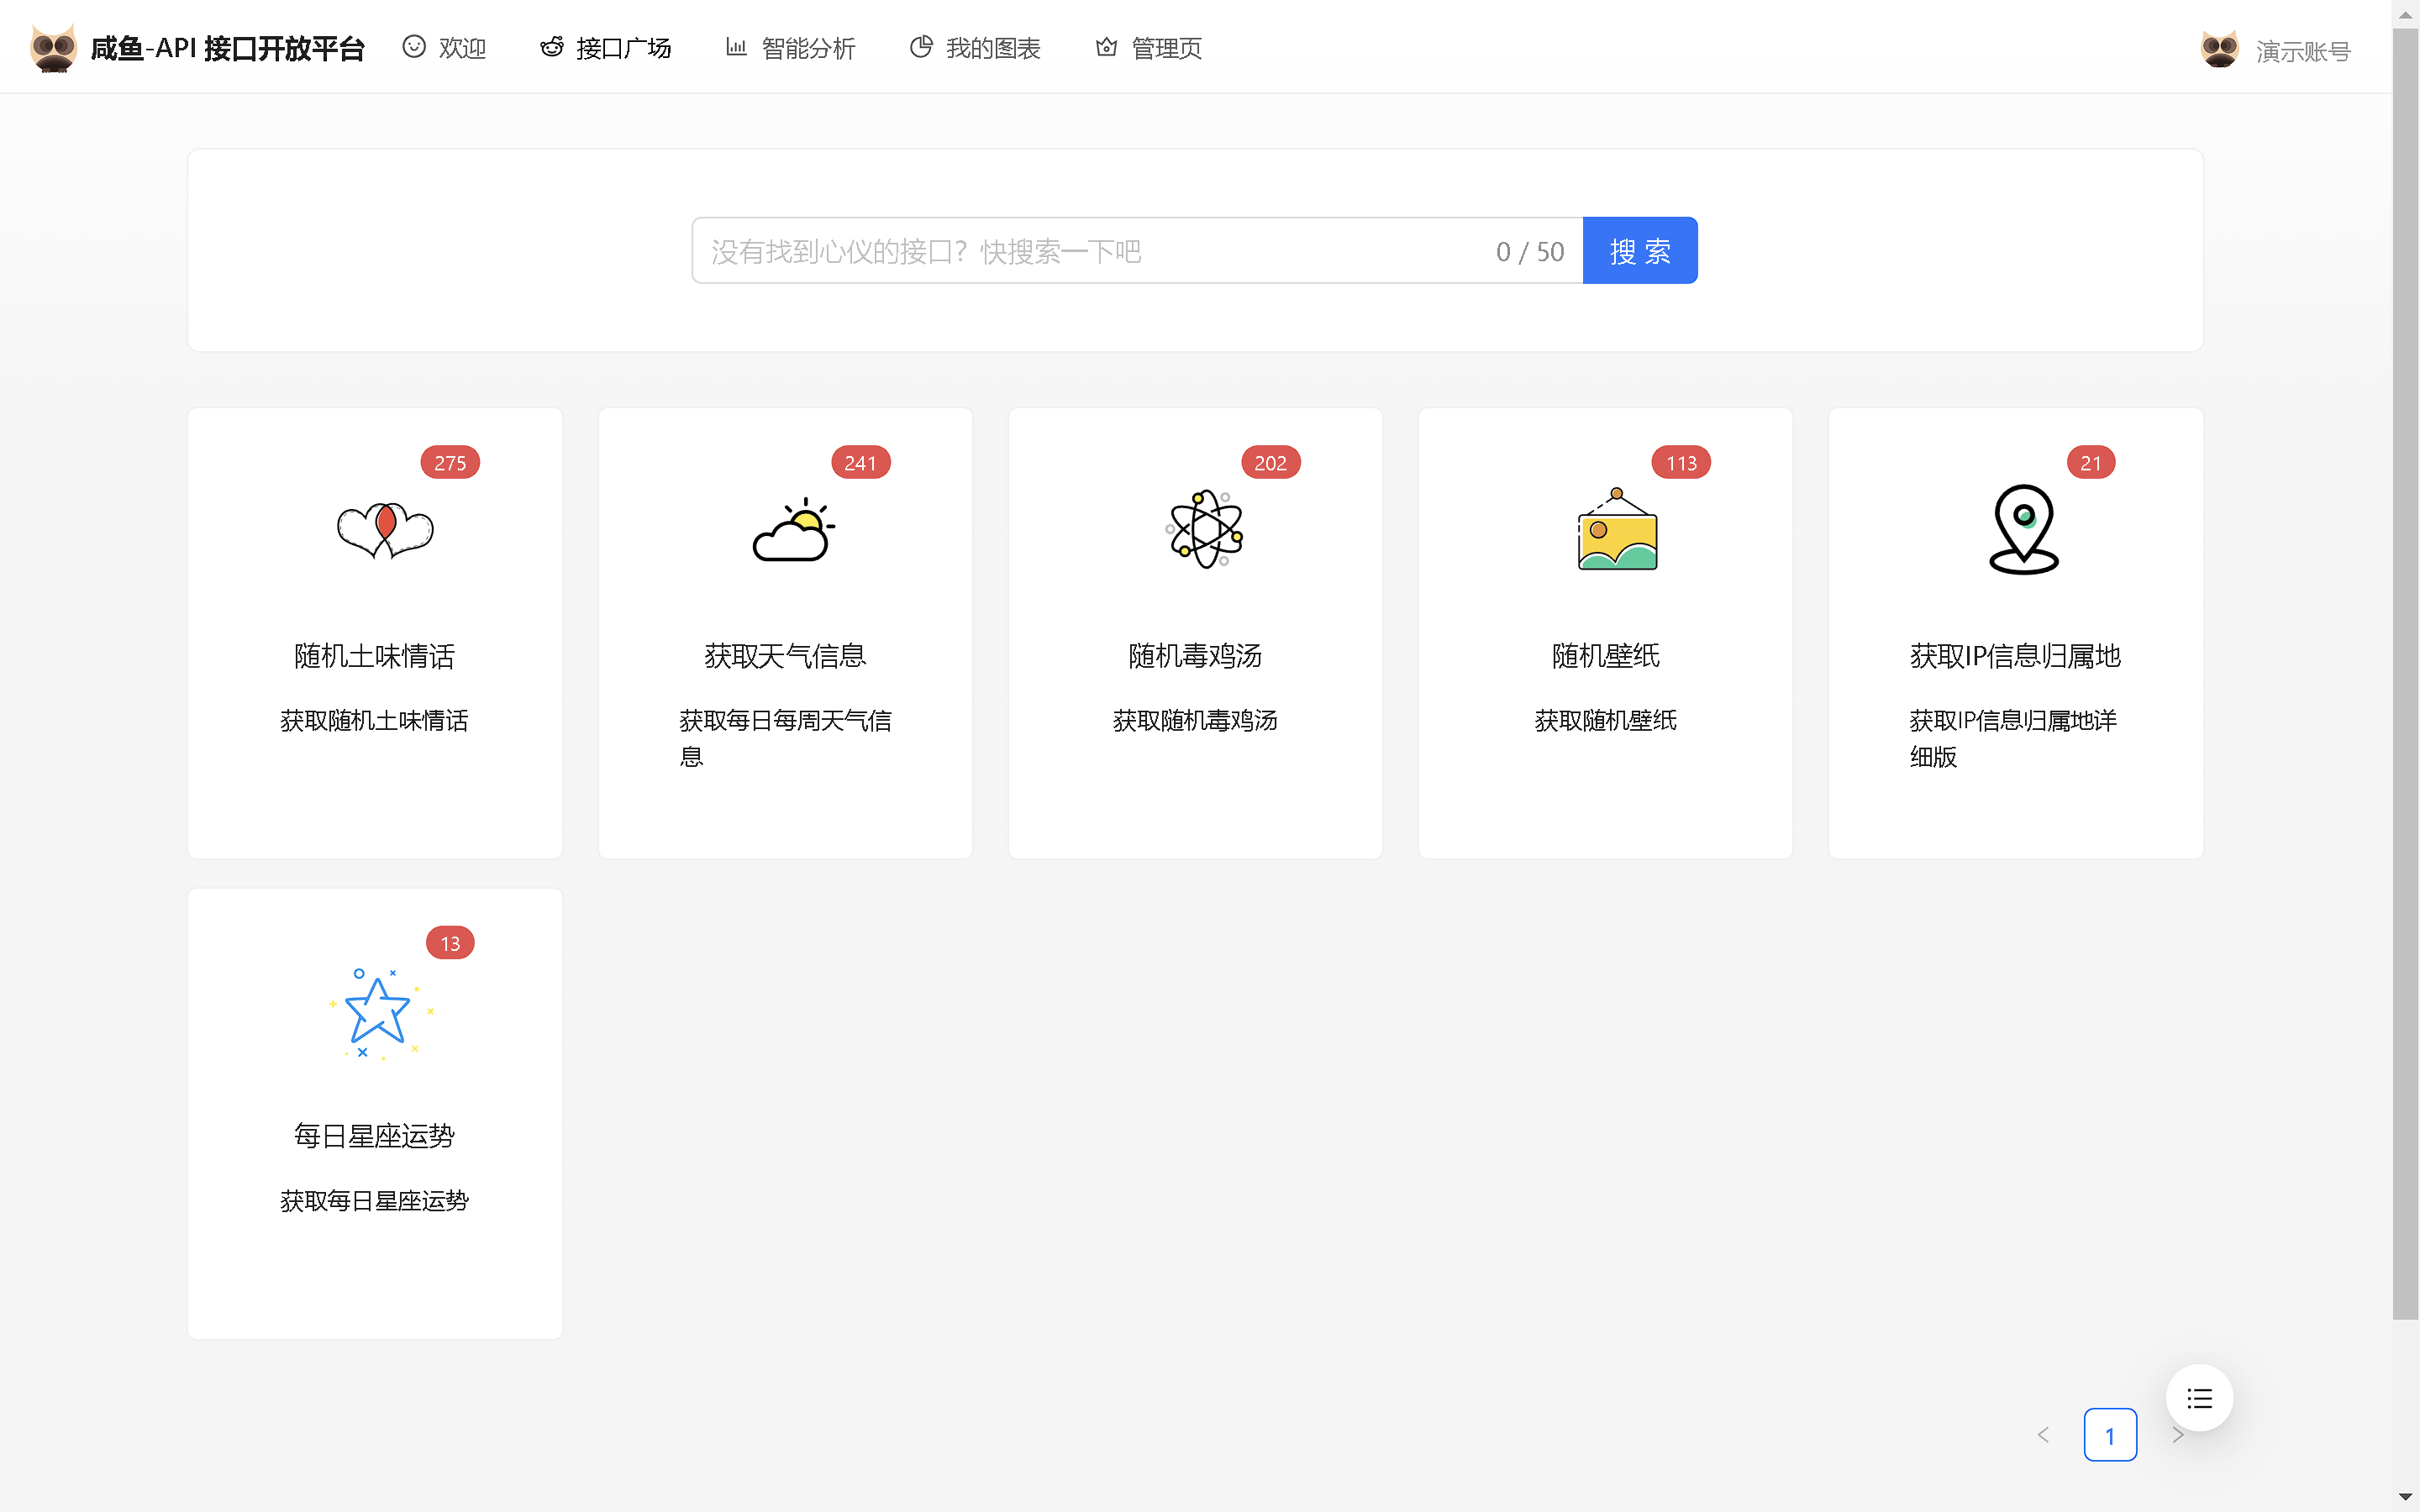 咸鱼-API 接口开放平台
欢迎
接口广场
智能分析
我的图表
管理页
演示账号
没有找到心仪的接口？快搜索一下吧
0 / 50
搜 索
275
241
202
113
21
随机土味情话
获取天气信息
随机毒鸡汤
随机壁纸
获取IP信息归属地
获取随机土味情话
获取每日每周天气信
息
获取随机毒鸡汤
获取随机壁纸
获取IP信息归属地详
细版
13
每日星座运势
获取每日星座运势
1